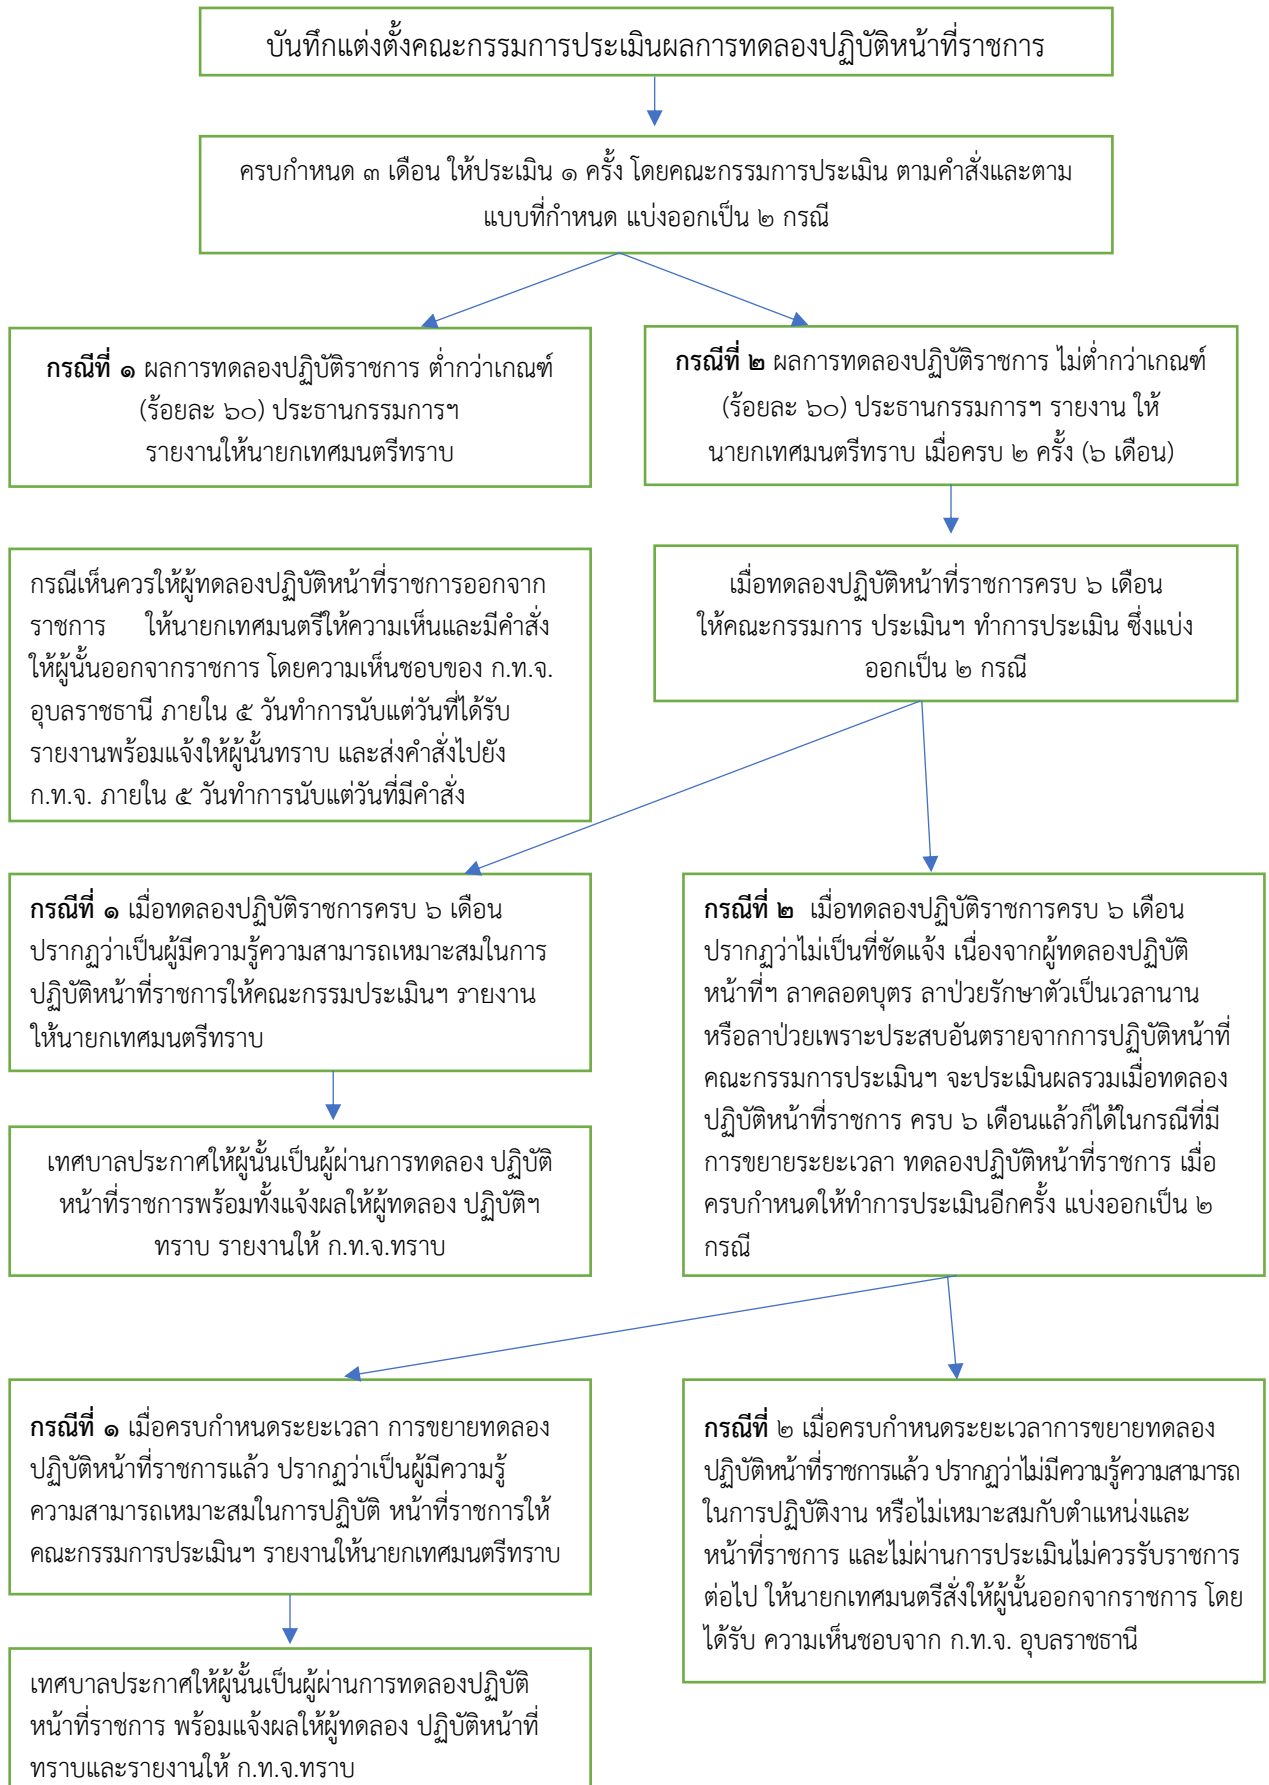 บันทึกแต่งตั้งคณะกรรมการประเมินผลการทดลองปฏิบัติหน้าที่ราชการ
ครบกำหนด ๓ เดือน ให้ประเมิน ๑ ครั้ง โดยคณะกรรมการประเมิน ตามคำสั่งและตาม
แบบที่กำหนด แบ่งออกเป็น ๒ กรณี
กรณีที่ ๑ ผลการทดลองปฏิบัติราชการ ต่ำกว่าเกณฑ์
(ร้อยละ ๖๐) ประธานกรรมการฯ
รายงานให้นายกเทศมนตรีทราบ
กรณีที่ ๒ ผลการทดลองปฏิบัติราชการ ไม่ต่ำกว่าเกณฑ์
(ร้อยละ ๖๐) ประธานกรรมการฯ รายงาน ให้
นายกเทศมนตรีทราบ เมื่อครบ ๒ ครั้ง (๖ เดือน)
กรณีเห็นควรให้ผู้ทดลองปฏิบัติหน้าที่ราชการออกจาก
ราชการ ให้นายกเทศมนตรีให้ความเห็นและมีคำสั่ง
ให้ผู้นั้นออกจากราชการ โดยความเห็นชอบของ ก.ท.จ.
อุบลราชธานี ภายใน ๕ วันทำการนับแต่วันที่ได้รับ
รายงานพร้อมแจ้งให้ผู้นั้นทราบ และส่งคำสั่งไปยัง
ก.ท.จ. ภายใน ๕ วันทำการนับแต่วันที่มีคำสั่ง
เมื่อทดลองปฏิบัติหน้าที่ราชการครบ ๖ เดือน
ให้คณะกรรมการ ประเมินฯ ทำการประเมิน ซึ่งแบ่ง
ออกเป็น ๒ กรณี
กรณีที่ ๑ เมื่อทดลองปฏิบัติราชการครบ ๖ เดือน
ปรากฏว่าเป็นผู้มีความรู้ความสามารถเหมาะสมในการ
ปฏิบัติหน้าที่ราชการให้คณะกรรมประเมินฯ รายงาน
ให้นายกเทศมนตรีทราบ
กรณีที่ ๒ เมื่อทดลองปฏิบัติราชการครบ ๖ เดือน
ปรากฏว่าไม่เป็นที่ชัดแจ้ง เนื่องจากผู้ทดลองปฏิบัติ
หน้าที่ฯ ลาคลอดบุตร ลาป่วยรักษาตัวเป็นเวลานาน
หรือลาป่วยเพราะประสบอันตรายจากการปฏิบัติหน้าที่
คณะกรรมการประเมินฯ จะประเมินผลรวมเมื่อทดลอง
ปฏิบัติหน้าที่ราชการ ครบ ๖ เดือนแล้วก็ได้ในกรณีที่มี
การขยายระยะเวลา ทดลองปฏิบัติหน้าที่ราชการ เมื่อ
ครบกำหนดให้ทำการประเมินอีกครั้ง แบ่งออกเป็น ๒
กรณี
เทศบาลประกาศให้ผู้นั้นเป็นผู้ผ่านการทดลอง ปฏิบัติ
หน้าที่ราชการพร้อมทั้งแจ้งผลให้ผู้ทดลอง ปฏิบัติฯ
ทราบ รายงานให้ ก.ท.จ.ทราบ
กรณีที่ ๑ เมื่อครบกำหนดระยะเวลา การขยายทดลอง
ปฏิบัติหน้าที่ราชการแล้ว ปรากฏว่าเป็นผู้มีความรู้
ความสามารถเหมาะสมในการปฏิบัติ หน้าที่ราชการให้
คณะกรรมการประเมินฯ รายงานให้นายกเทศมนตรีทราบ
กรณีที่ ๒ เมื่อครบกำหนดระยะเวลาการขยายทดลอง
ปฏิบัติหน้าที่ราชการแล้ว ปรากฏว่าไม่มีความรู้ความสามารถ
ในการปฏิบัติงาน หรือไม่เหมาะสมกับตำแหน่งและ
หน้าที่ราชการ และไม่ผ่านการประเมินไม่ควรรับราชการ
ต่อไป ให้นายกเทศมนตรีสั่งให้ผู้นั้นออกจากราชการ โดย
ได้รับ ความเห็นชอบจาก ก.ท.จ. อุบลราชธานี
เทศบาลประกาศให้ผู้นั้นเป็นผู้ผ่านการทดลองปฏิบัติ
หน้าที่ราชการ พร้อมแจ้งผลให้ผู้ทดลอง ปฏิบัติหน้าที่
ทราบและรายงานให้ ก.ท.จ.ทราบ